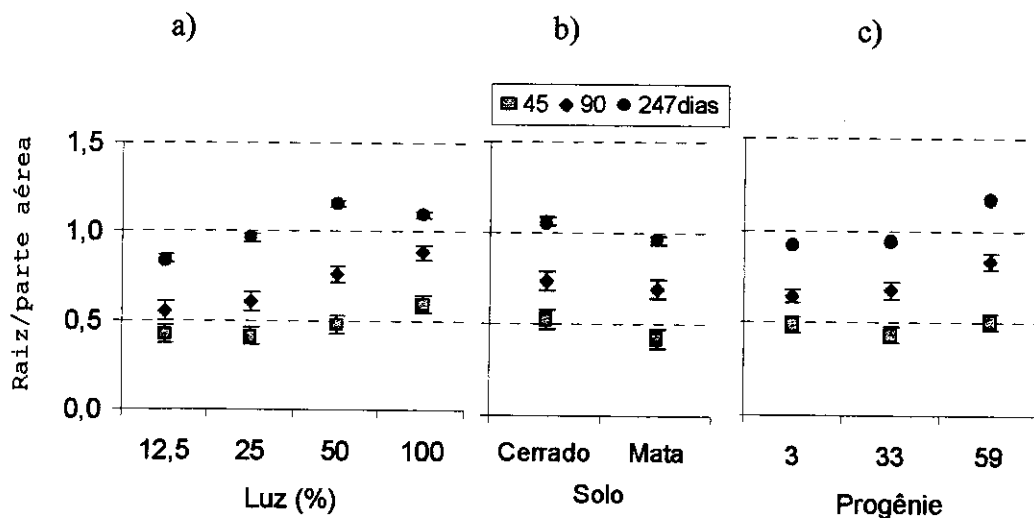 a) b) c)
45 90 247dias
Raiz/parte aérea
1,5
1,0
0,5
0,0
12,5 25 50 100
Luz (%)
Cerrado Mata
Solo
3 33 59
Progênie